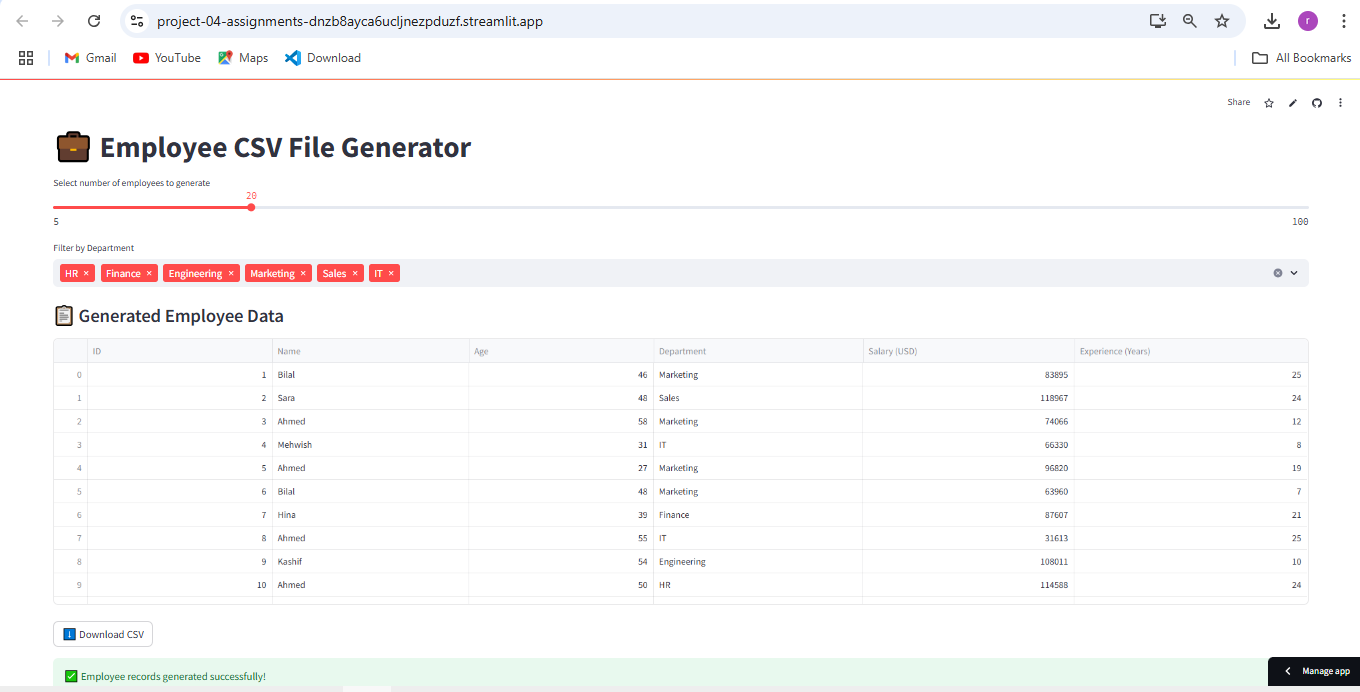 project-04-assignments-dnzb8ayca6ucljnezpduzf.streamlit.app
r
Gmail YouTube Maps Download All Bookmarks
Share
Employee CSV File Generator
Select number of employees to generate
20
5 100
Filter by Department
HR × Finance × Engineering × Marketing × Sales × IT ×
Generated Employee Data
ID Name Age Department Salary (USD) Experience (Years)
0 1 Bilal 46 Marketing 83895 25
1 2 Sara 48 Sales 118967 24
2 3 Ahmed 58 Marketing 74066 12
3 4 Mehwish 31 IT 66330 8
4 5 Ahmed 27 Marketing 96820 19
5 6 Bilal 48 Marketing 63960 7
6 7 Hina 39 Finance 87607 21
7 8 Ahmed 55 IT 31613 25
8 9 Kashif 54 Engineering 108011 10
9 10 Ahmed 50 HR 114588 24
Download CSV
Employee records generated successfully!
Manage app